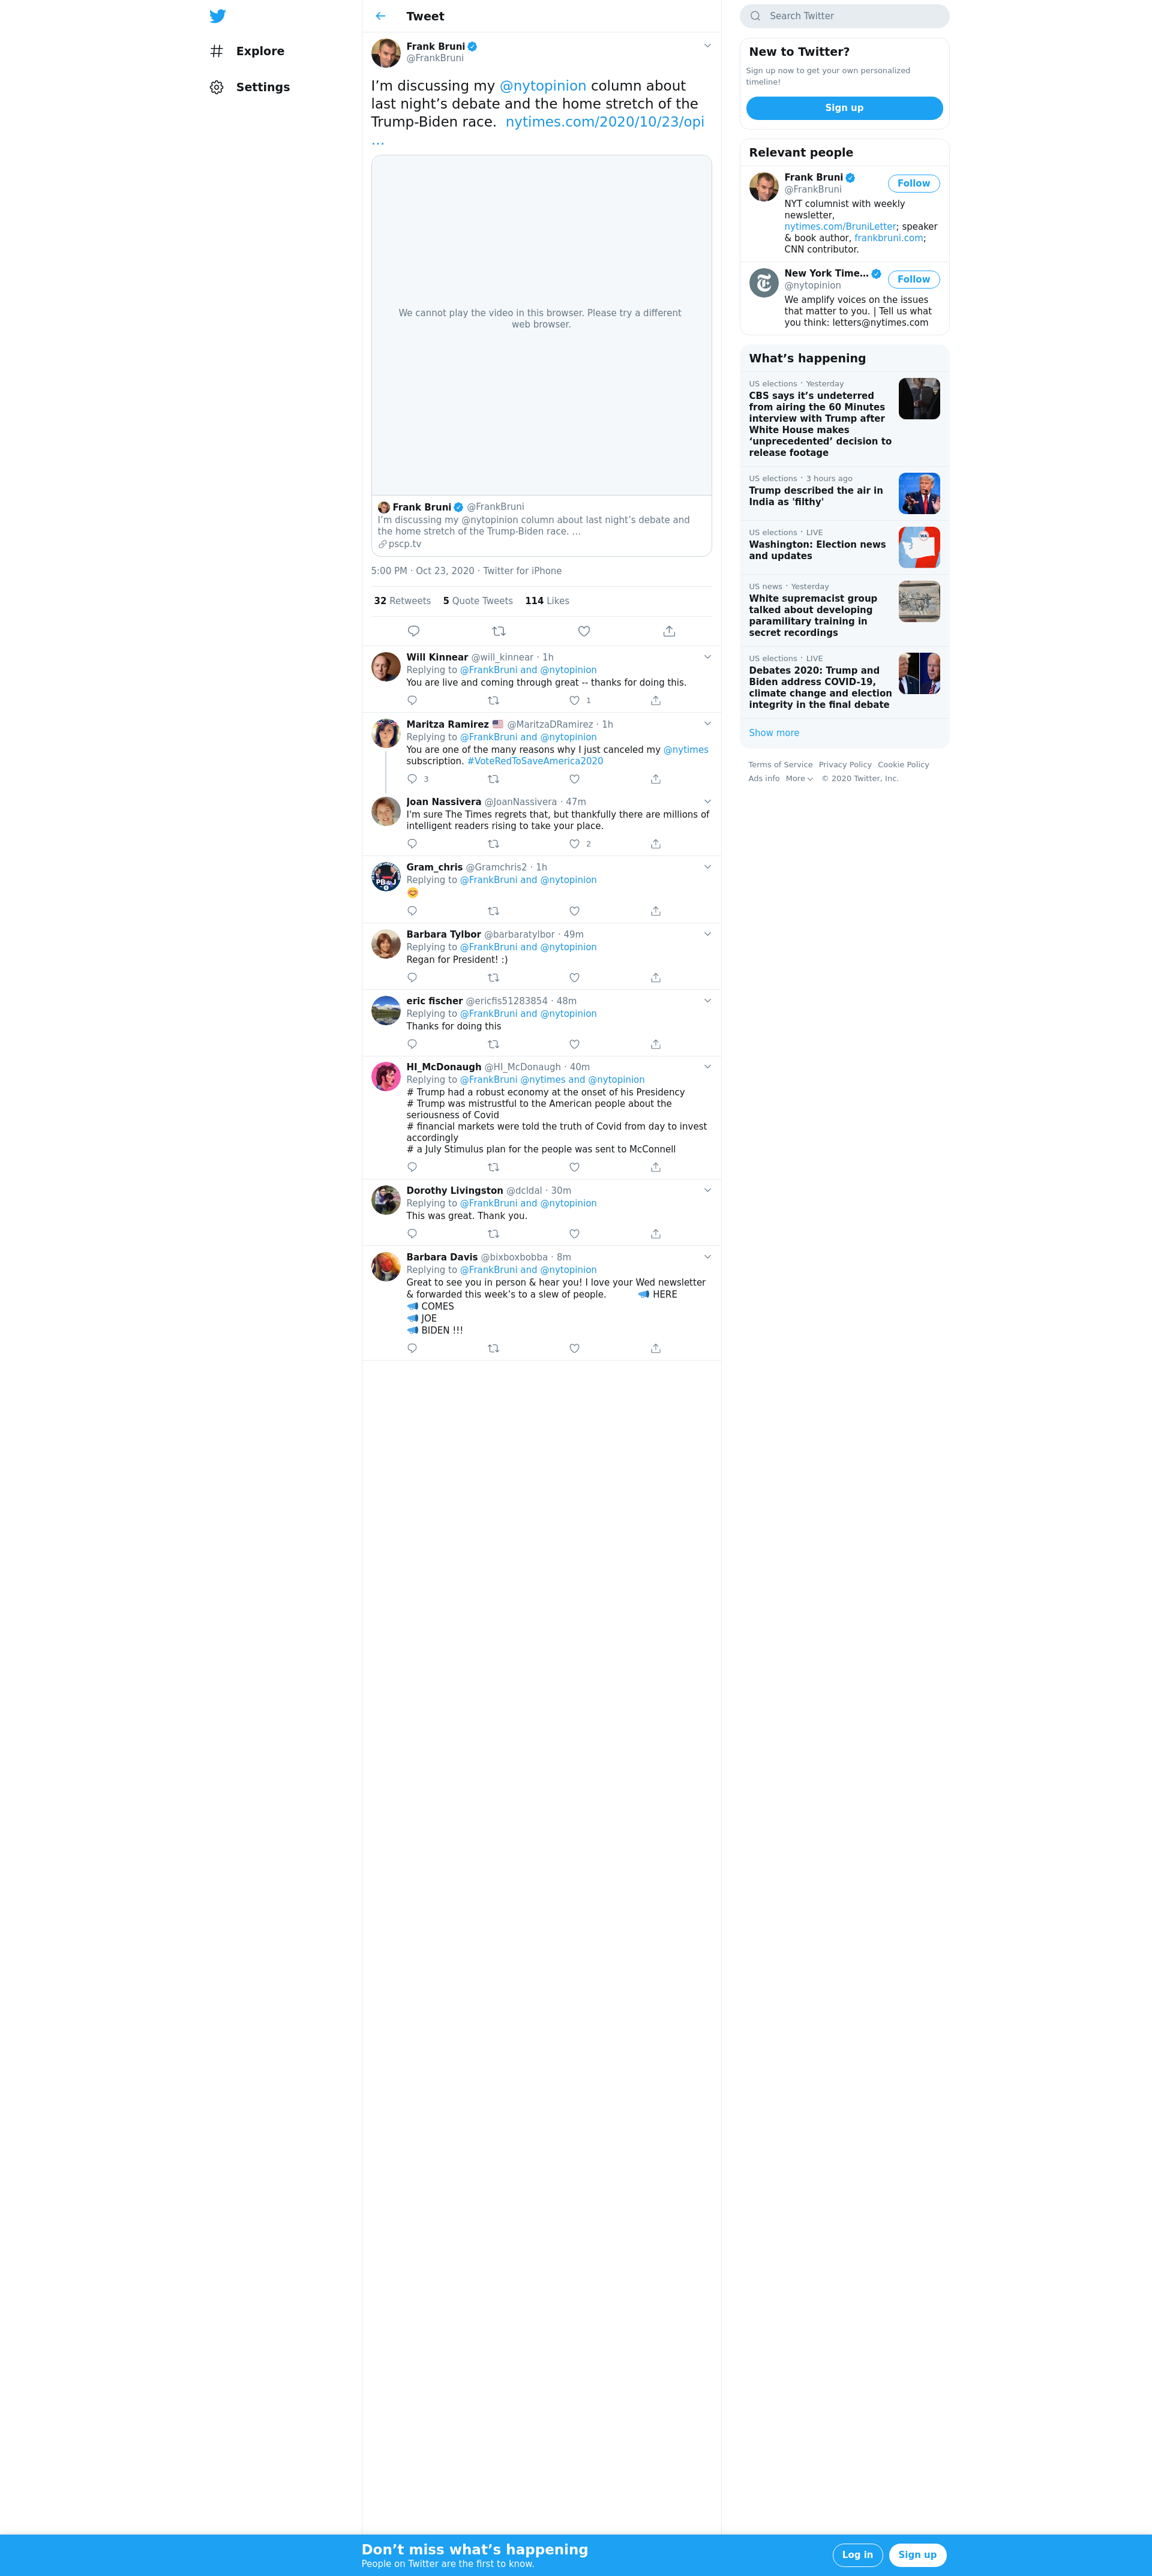 Explore
Settings
Tweet
Frank Bruni
@FrankBruni
I’m discussing my @nytopinion column about
last night’s debate and the home stretch of the
Trump-Biden race. nytimes.com/2020/10/23/opi
…
We cannot play the video in this browser. Please try a different
web browser.
Frank Bruni @FrankBruni
I’m discussing my @nytopinion column about last night’s debate and
the home stretch of the Trump-Biden race. …
pscp.tv
5:00 PM · Oct 23, 2020 · Twitter for iPhone
32 Retweets 5 Quote Tweets 114 Likes
Will Kinnear @will_kinnear · 1h
Replying to @FrankBruni and @nytopinion
You are live and coming through great -- thanks for doing this.
1
Maritza Ramirez 🇺🇸 @MaritzaDRamirez · 1h
Replying to @FrankBruni and @nytopinion
You are one of the many reasons why I just canceled my @nytimes
subscription. #VoteRedToSaveAmerica2020
3
Joan Nassivera @JoanNassivera · 47m
I'm sure The Times regrets that, but thankfully there are millions of
intelligent readers rising to take your place.
2
Gram_chris @Gramchris2 · 1h
Replying to @FrankBruni and @nytopinion
😊
Barbara Tylbor @barbaratylbor · 49m
Replying to @FrankBruni and @nytopinion
Regan for President! :)
eric fischer @ericfis51283854 · 48m
Replying to @FrankBruni and @nytopinion
Thanks for doing this
HI_McDonaugh @HI_McDonaugh · 40m
Replying to @FrankBruni @nytimes and @nytopinion
# Trump had a robust economy at the onset of his Presidency
# Trump was mistrustful to the American people about the
seriousness of Covid
# financial markets were told the truth of Covid from day to invest
accordingly
# a July Stimulus plan for the people was sent to McConnell
Dorothy Livingston @dcldal · 30m
Replying to @FrankBruni and @nytopinion
This was great. Thank you.
Barbara Davis @bixboxbobba · 8m
Replying to @FrankBruni and @nytopinion
Great to see you in person & hear you! I love your Wed newsletter
& forwarded this week’s to a slew of people. 📣 HERE
📣 COMES
📣 JOE
📣 BIDEN !!!
Search Twitter
New to Twitter?
Sign up now to get your own personalized
timeline!
Sign up
Relevant people
Frank Bruni
@FrankBruni
Follow
NYT columnist with weekly
newsletter,
nytimes.com/BruniLetter; speaker
& book author, frankbruni.com;
CNN contributor.
New York Time…
@nytopinion
Follow
We amplify voices on the issues
that matter to you. | Tell us what
you think: letters@nytimes.com
What’s happening
US elections · Yesterday
CBS says it’s undeterred
from airing the 60 Minutes
interview with Trump after
White House makes
‘unprecedented’ decision to
release footage
US elections · 3 hours ago
Trump described the air in
India as 'filthy'
US elections · LIVE
Washington: Election news
and updates
WA
US news · Yesterday
White supremacist group
talked about developing
paramilitary training in
secret recordings
US elections · LIVE
Debates 2020: Trump and
Biden address COVID-19,
climate change and election
integrity in the final debate
Show more
Terms of Service Privacy Policy Cookie Policy
Ads info More © 2020 Twitter, Inc.
Don’t miss what’s happening
People on Twitter are the first to know.
Log in
Sign up